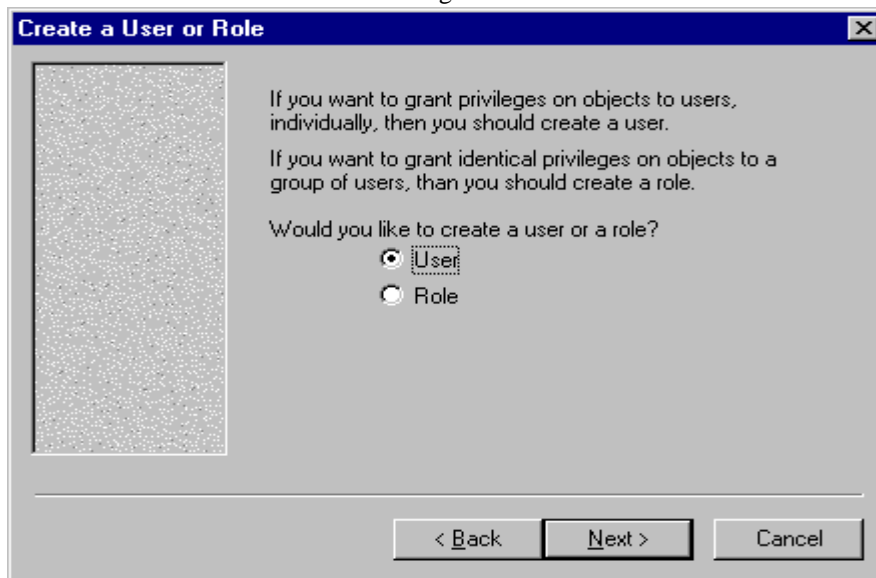 Create a User or Role
If you want to grant privileges on objects to users,
individually, then you should create a user.
If you want to grant identical privileges on objects to a
group of users, than you should create a role.
Would you like to create a user or a role?
User
Role
< Back
Next >
Cancel